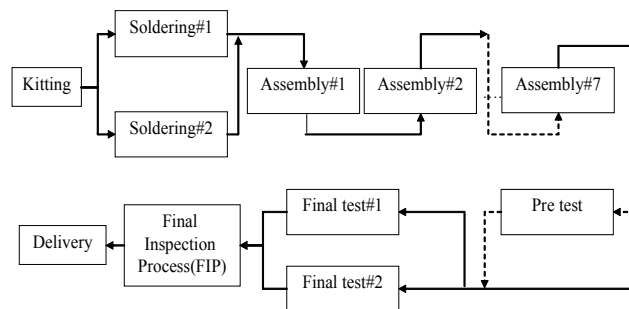 Soldering#1
Kitting
Assembly#1
Assembly#2
Assembly#7
Soldering#2
Final test#1
Pre test
Delivery
Final
Inspection
Process(FIP)
Final test#2